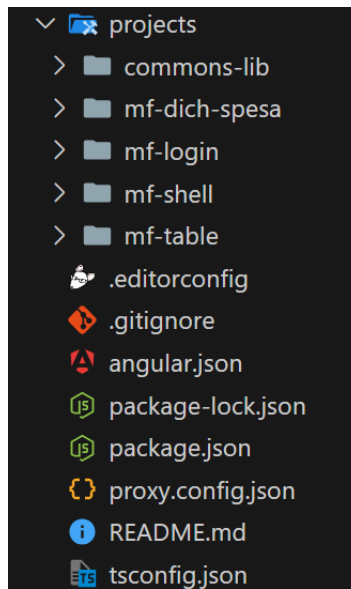 projects
commons-lib
mf-dich-spesa
mf-login
mf-shell
mf-table
.editorconfig
.gitignore
angular.json
package-lock.json
package.json
proxy.config.json
README.md
tsconfig.json